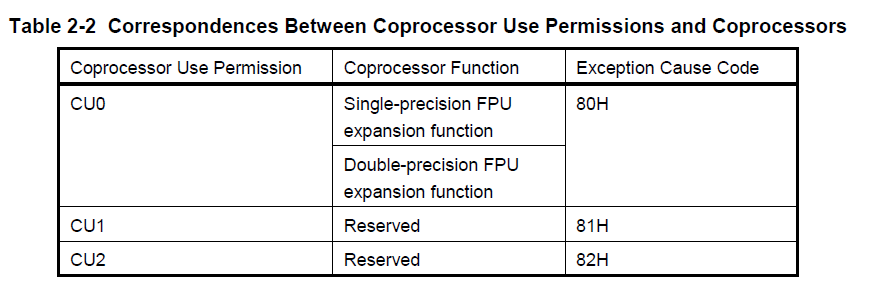 Table 2-2 Correspondences Between Coprocessor Use Permissions and Coprocessors
Coprocessor Use Permission Coprocessor Function Exception Cause Code
CU0 Single-precision FPU 80H
expansion function
Double-precision FPU
expansion function
CU1 Reserved 81H
CU2 Reserved 82H